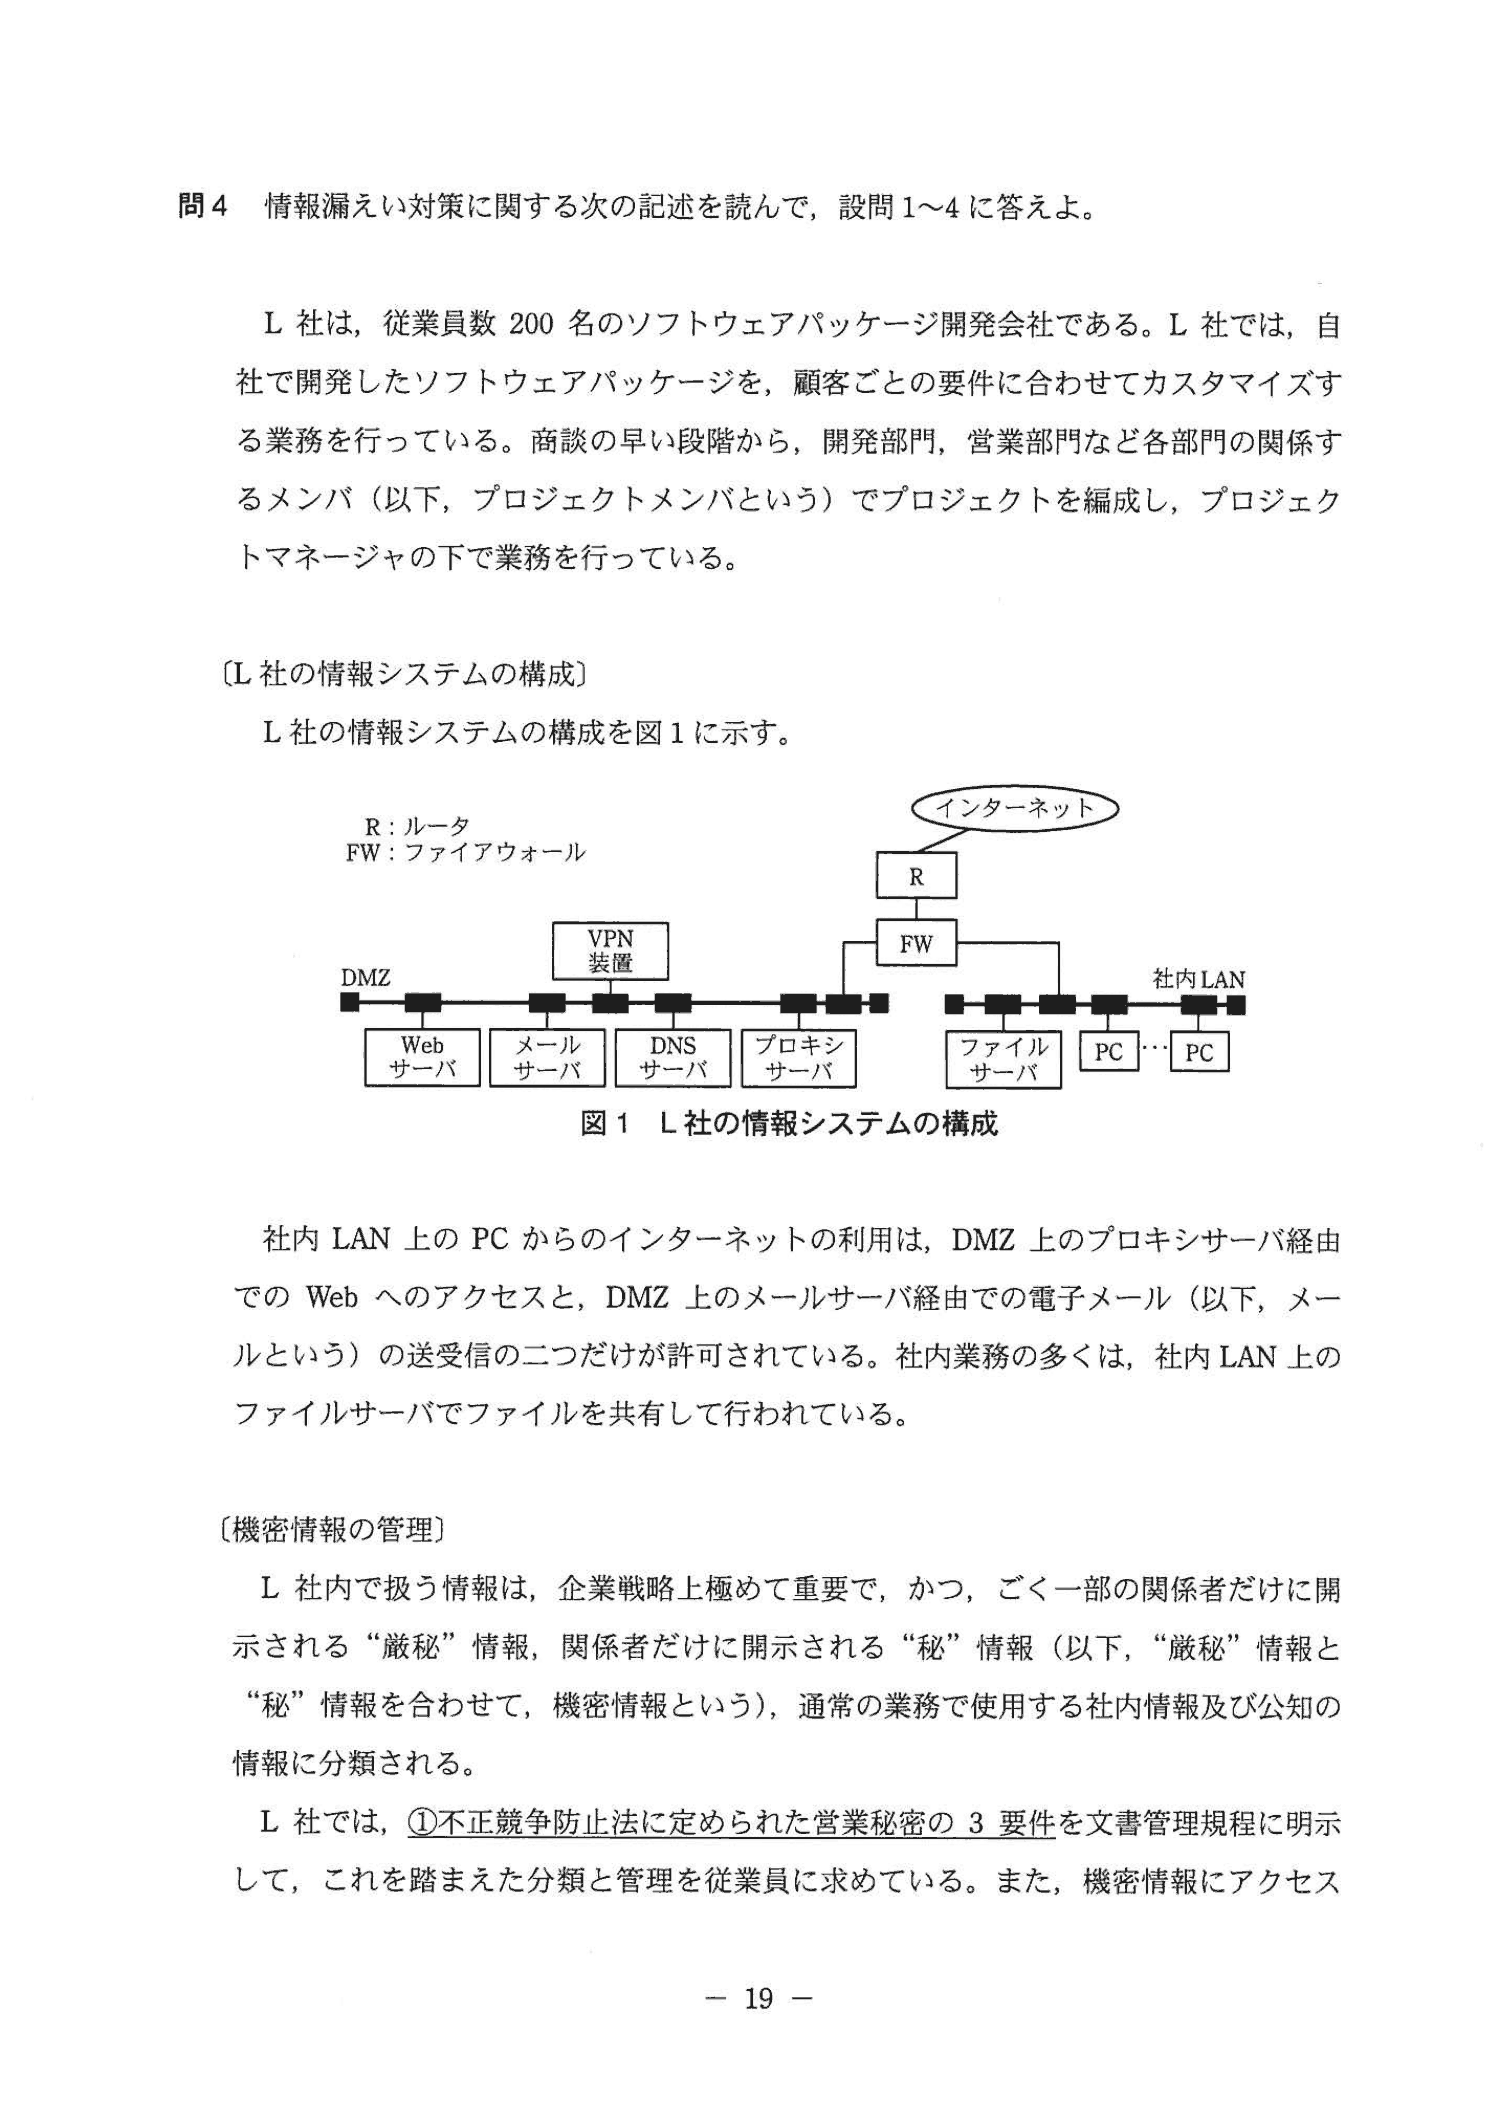 問4　情報漏えい対策に関する次の記述を読んで，設問1～4に答えよ。
L 社は，従業員数 200 名のソフトウェアパッケージ開発会社である。L 社では，自
社で開発したソフトウェアパッケージを，顧客ごとの要件に合わせてカスタマイズす
る業務を行っている。商談の早い段階から，開発部門，営業部門など各部門の関係す
るメンバ（以下，プロジェクトメンバという）でプロジェクトを編成し，プロジェク
トマネージャの下で業務を行っている。
〔L 社の情報システムの構成〕
L 社の情報システムの構成を図 1 に示す。
インターネット
R：ルータ
FW：ファイアウォール
R
FW
VPN
装置
DMZ
社内 LAN
Web
サーバ
メール
サーバ
DNS
サーバ
プロキシ
サーバ
ファイル
サーバ
PC
…
PC
図1　L 社の情報システムの構成
社内 LAN 上の PC からのインターネットの利用は，DMZ 上のプロキシサーバ経由
での Web へのアクセスと，DMZ 上のメールサーバ経由での電子メール（以下，メー
ルという）の送受信の二つだけが許可されている。社内業務の多くは，社内 LAN 上の
ファイルサーバでファイルを共有して行われている。
〔機密情報の管理〕
L 社内で扱う情報は，企業戦略上極めて重要で，かつ，ごく一部の関係者だけに開
示される“厳秘”情報，関係者だけに開示される“秘”情報（以下，“厳秘”情報と
“秘”情報を合わせて，機密情報という），通常の業務で使用する社内情報及び公知の
情報に分類される。
L 社では，①不正競争防止法に定められた営業秘密の 3 要件を文書管理規程に明示
して，これを踏まえた分類と管理を従業員に求めている。また，機密情報にアクセス
－ 19 －